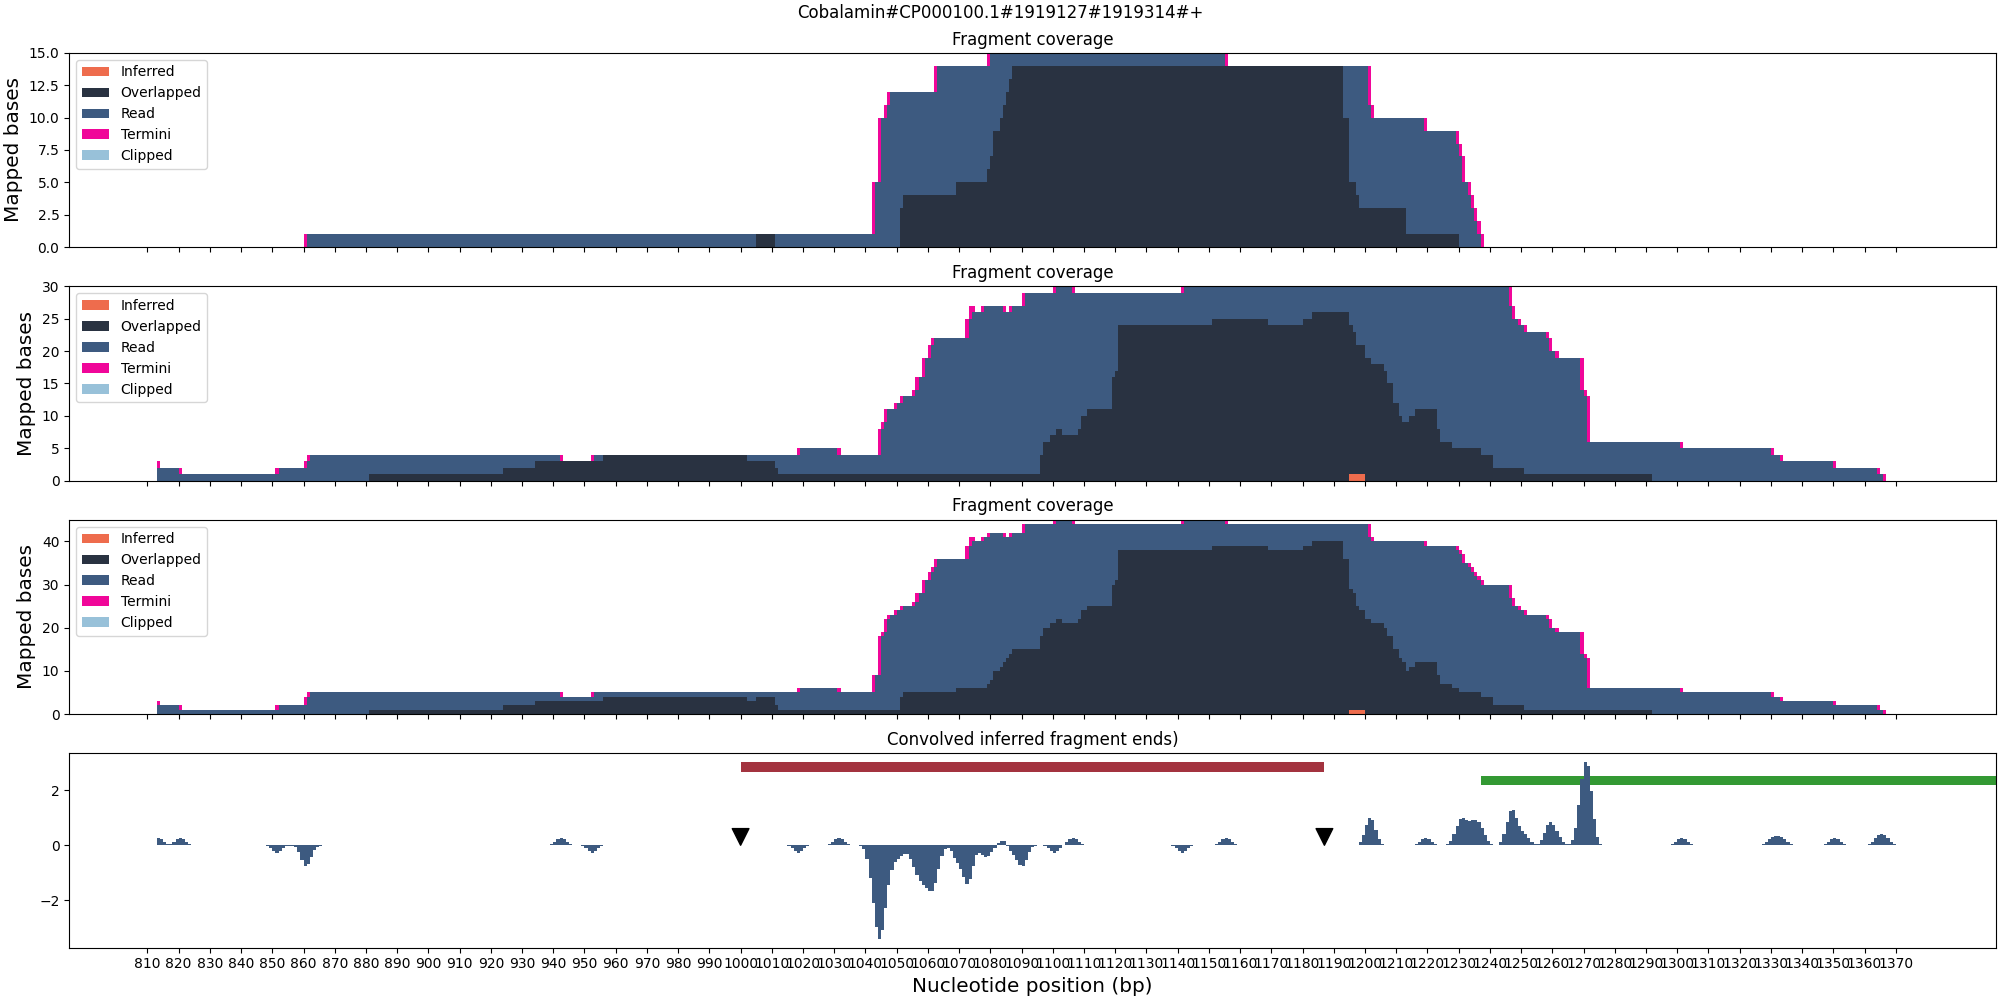 Cobalamin#CP000100.1#1919127#1919314#+
Fragment coverage
Mapped bases
15.0
12.5
10.0
7.5
5.0
2.5
0.0
Inferred
Overlapped
Read
Termini
Clipped
Fragment coverage
Mapped bases
30
25
20
15
10
5
0
Inferred
Overlapped
Read
Termini
Clipped
Fragment coverage
Mapped bases
40
30
20
10
0
Inferred
Overlapped
Read
Termini
Clipped
Convolved inferred fragment ends)
2
0
−2
810 820 830 840 850 860 870 880 890 900 910 920 930 940 950 960 970 980 990 1000 1010 1020 1030 1040 1050 1060 1070 1080 1090 1100 1110 1120 1130 1140 1150 1160 1170 1180 1190 1200 1210 1220 1230 1240 1250 1260 1270 1280 1290 1300 1310 1320 1330 1340 1350 1360 1370
Nucleotide position (bp)